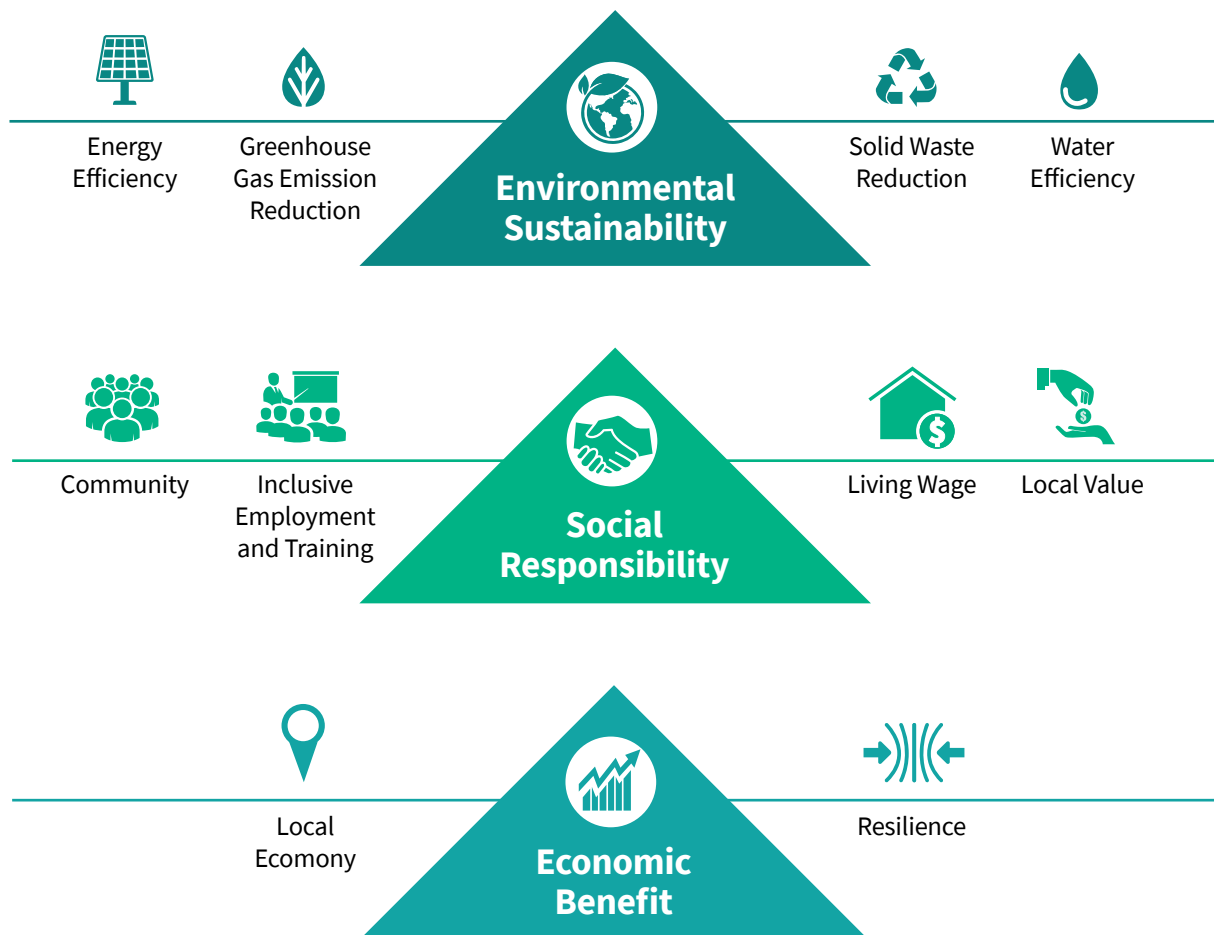 Energy
Efficiency
Greenhouse
Gas Emission
Reduction
Environmental
Sustainability
Solid Waste
Reduction
Water
Efficiency
Community
Inclusive
Employment
and Training
Social
Responsibility
$
Living Wage
$
Local Value
Local
Ecomony
Economic
Benefit
Resilience